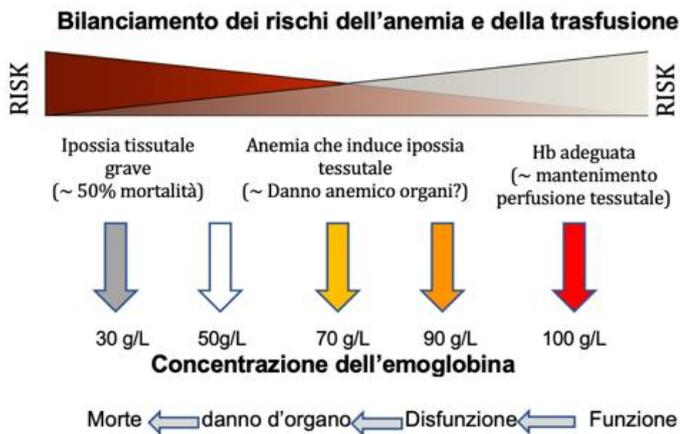 Bilanciamento dei rischi dell'anemia e della trasfusione
RISK
RISK
Ipossia tissutale
grave
(~ 50% mortalità)
Anemia che induce ipossia
tessutale
(~ Danno anemico organi?)
Hb adeguata
(~ mantenimento
perfusione tessutale)
30 g/L
50g/L
70 g/L
90 g/L
100 g/L
Concentrazione dell'emoglobina
Morte
danno d'organo
Disfunzione
Funzione